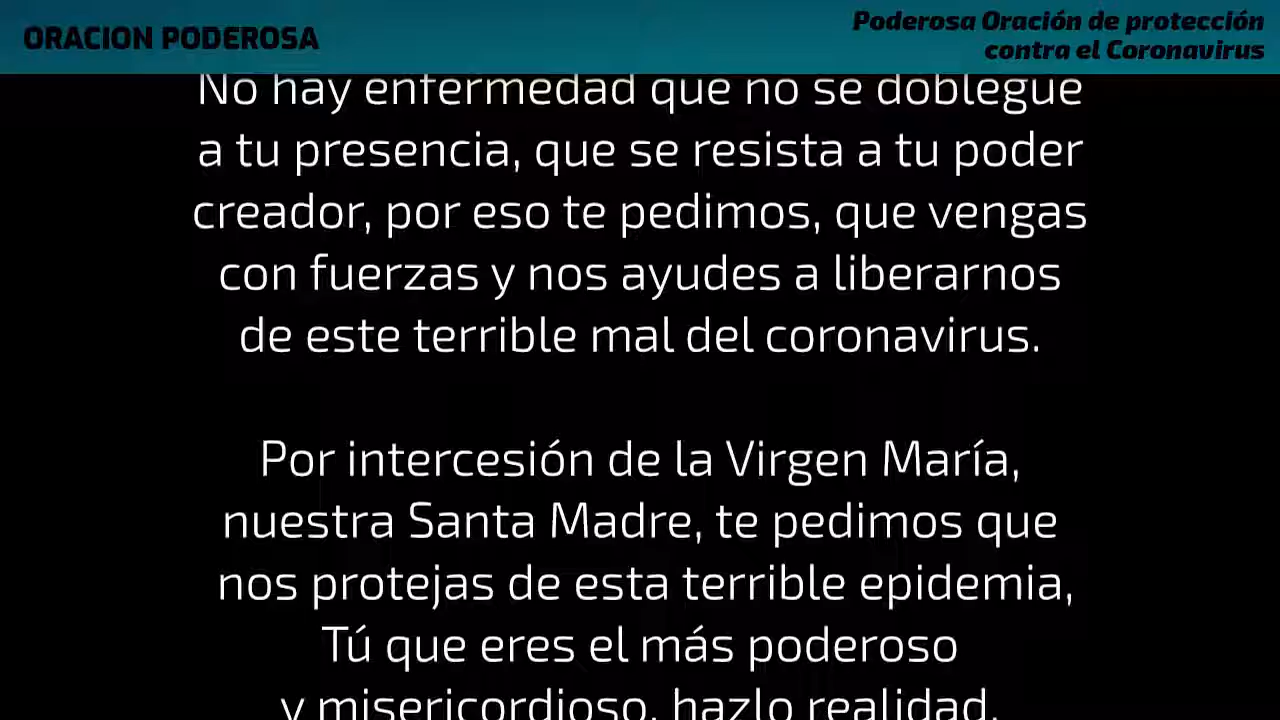 ORACION PODEROSA
Poderosa Oración de protección
contra el Coronavirus
No hay enfermedad que no se doblegue
a tu presencia, que se resista a tu poder
creador, por eso te pedimos, que vengas
con fuerzas y nos ayudes a liberarnos
de este terrible mal del coronavirus.
Por intercesión de la Virgen María,
nuestra Santa Madre, te pedimos que
nos protejas de esta terrible epidemia,
Tú que eres el más poderoso
y misericordioso, hazlo realidad.